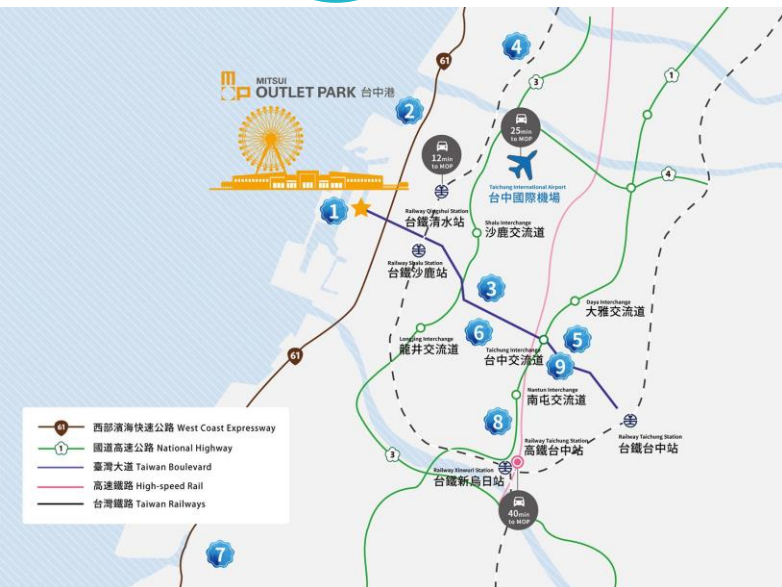 4
61
3
1
MITSUI
OUTLET PARK 台中港
2
25min
to MOP
12min
to MOP
4
Taichung International Airport
台中國際機場
1
Railway Qingshui Station
台鐵清水站
Shalu Interchange
沙鹿交流道
Railway Shalu Station
台鐵沙鹿站
3
Daya Interchange
大雅交流道
6
5
Longjing Interchange
龍井交流道
Taichung Interchange
台中交流道
61
9
Nantun Interchange
南屯交流道
8
61 西部濱海快速公路 West Coast Expressway
1 國道高速公路 National Highway
臺灣大道 Taiwan Boulevard
高速鐵路 High-speed Rail
台灣鐵路 Taiwan Railways
Railway Taichung Station
高鐵台中站
Railway Taichung Station
台鐵台中站
3
Railway Xinwuri Station
台鐵新烏日站
40min
to MOP
7